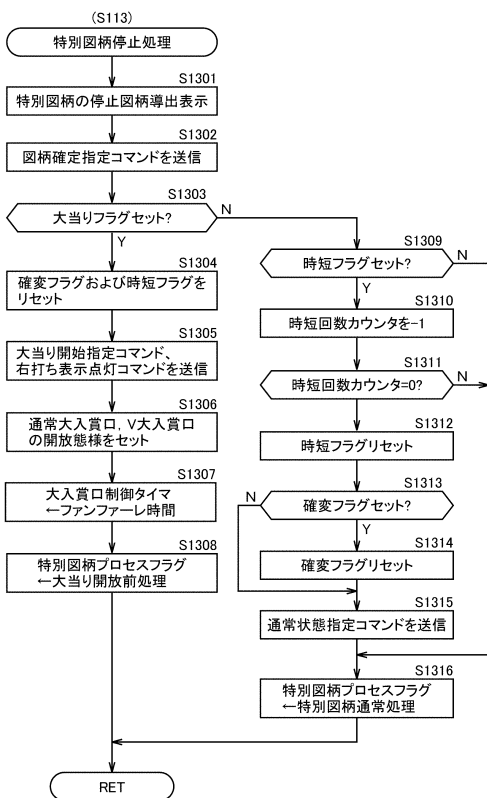 (S113)
特別図柄停止処理
S1301
特別図柄の停止図柄導出表示
S1302
図柄確定指定コマンドを送信
S1303
大当りフラグセット?
N
Y
S1304
確変フラグおよび時短フラグを
リセット
S1305
大当り開始指定コマンド、
右打ち表示点灯コマンドを送信
S1306
通常大入賞口,V大入賞口
の開放態様をセット
S1307
大入賞口制御タイマ
←ファンファーレ時間
S1308
特別図柄プロセスフラグ
←大当り開放前処理
S1309
時短フラグセット?
N
Y
S1310
時短回数カウンタを-1
S1311
時短回数カウンタ=0?
N
S1312
時短フラグリセット
S1313
N
確変フラグセット?
Y
S1314
確変フラグリセット
S1315
通常状態指定コマンドを送信
S1316
特別図柄プロセスフラグ
←特別図柄通常処理
RET